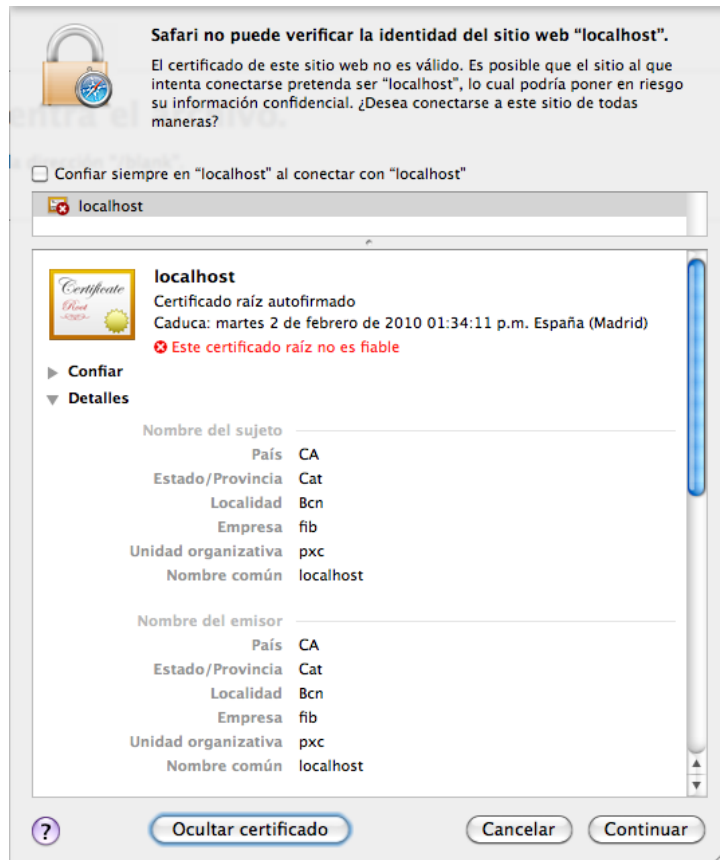 Safari no puede verificar la identidad del sitio web “localhost”.
El certificado de este sitio web no es válido. Es posible que el sitio al que
intenta conectarse pretenda ser “localhost”, lo cual podría poner en riesgo
su información confidencial. ¿Desea conectarse a este sitio de todas
maneras?
Confiar siempre en “localhost” al conectar con “localhost”
localhost
Certificate
Root
localhost
Certificado raíz autofirmado
Caduca: martes 2 de febrero de 2010 01:34:11 p.m. España (Madrid)
Este certificado raíz no es fiable
Confiar
Detalles
Nombre del sujeto
País CA
Estado/Provincia Cat
Localidad Bcn
Empresa fib
Unidad organizativa pxc
Nombre común localhost
Nombre del emisor
País CA
Estado/Provincia Cat
Localidad Bcn
Empresa fib
Unidad organizativa pxc
Nombre común localhost
?
Ocultar certificado
Cancelar
Continuar